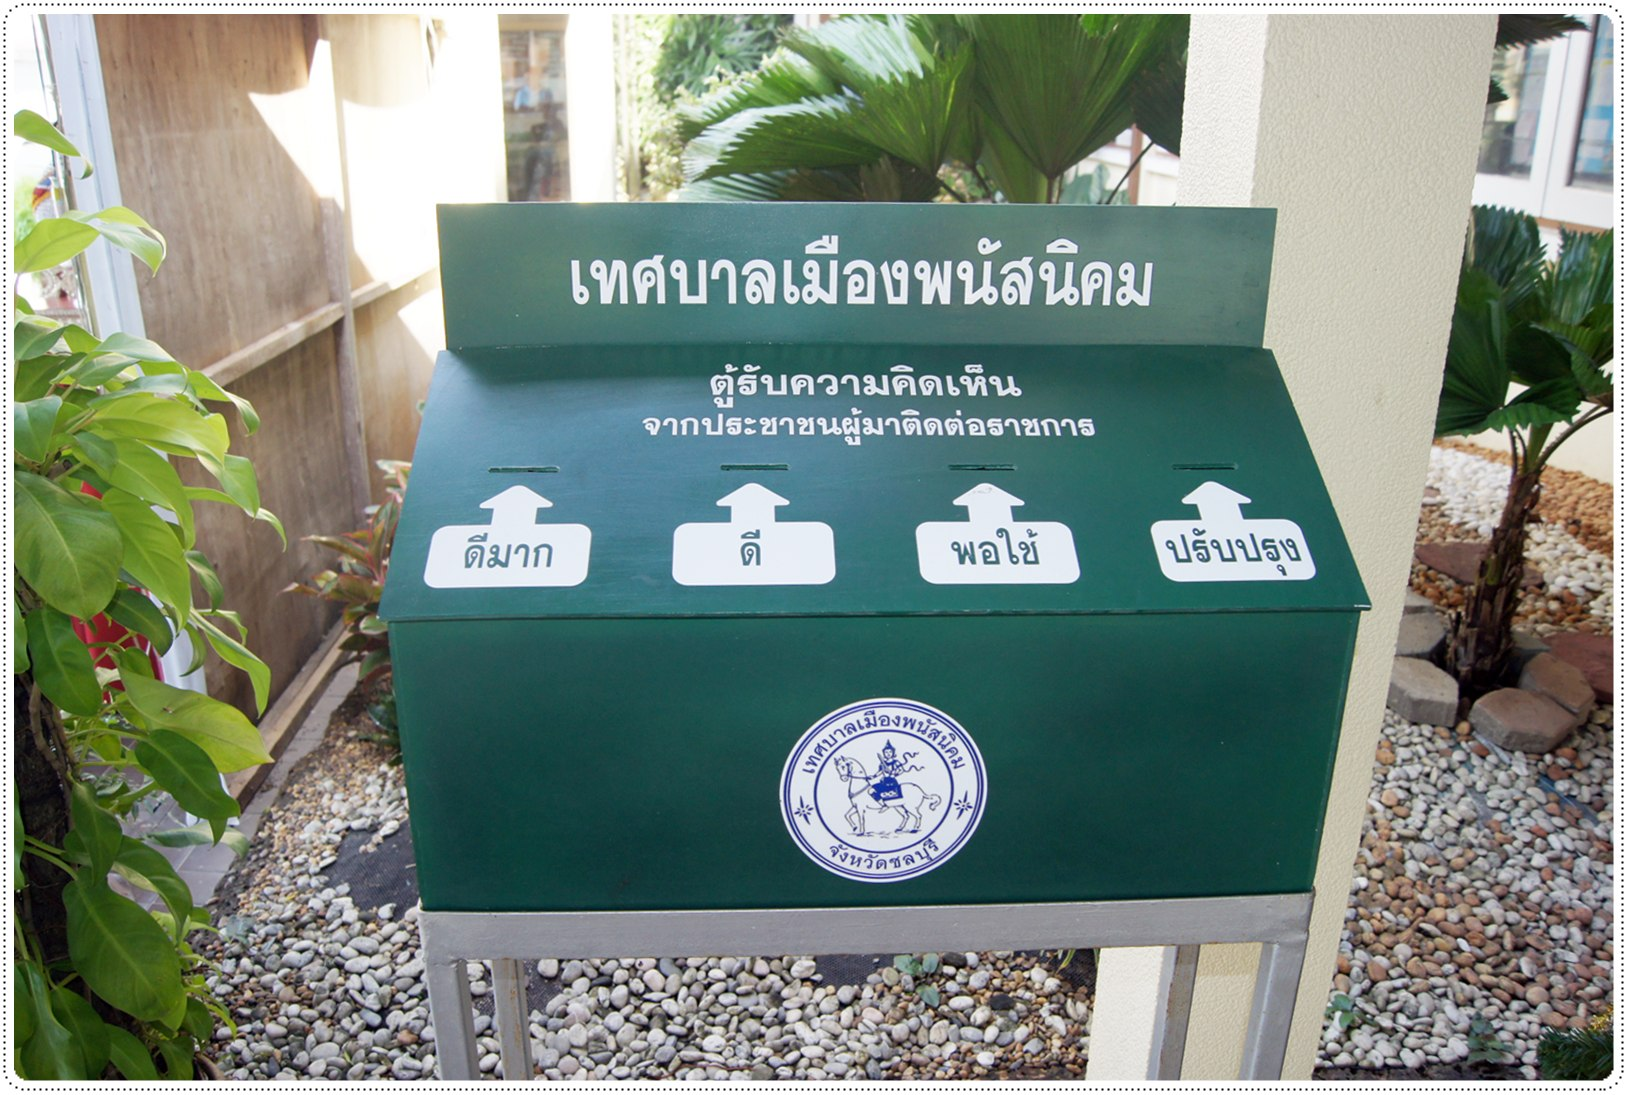 เทศบาลเมืองพนัสนิคม
ตู้รับความคิดเห็น
จากประชาชนผู้มาติดต่อราชการ
ดีมาก ดี พอใช้ ปรับปรุง
เทศบาลเมืองพนัสนิคม
จังหวัดชลบุรี